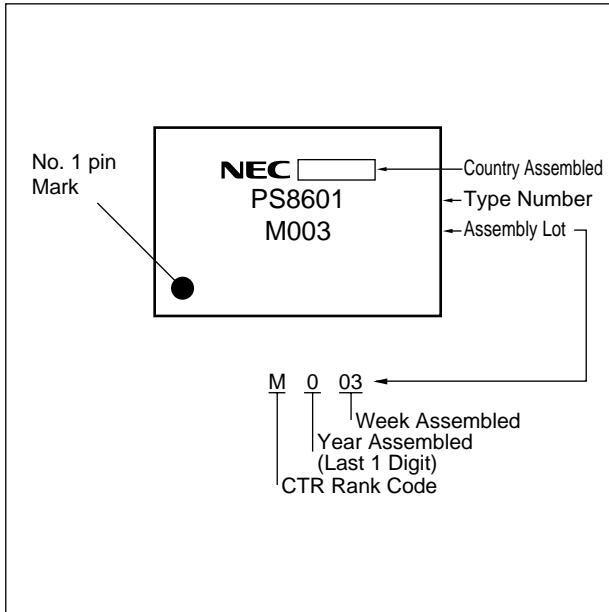 No. 1 pin
Mark
NEC
Country Assembled
PS8601
Type Number
M003
Assembly Lot
M 0 03
Week Assembled
Year Assembled
(Last 1 Digit)
CTR Rank Code